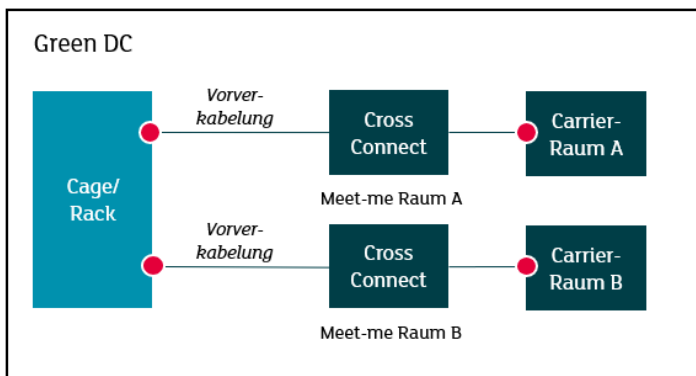 Green DC
Vorver-
kabelung
Cross
Connect
Carrier-
Raum A
Cage/
Rack
Meet-me Raum A
Vorver-
kabelung
Cross
Connect
Carrier-
Raum B
Meet-me Raum B